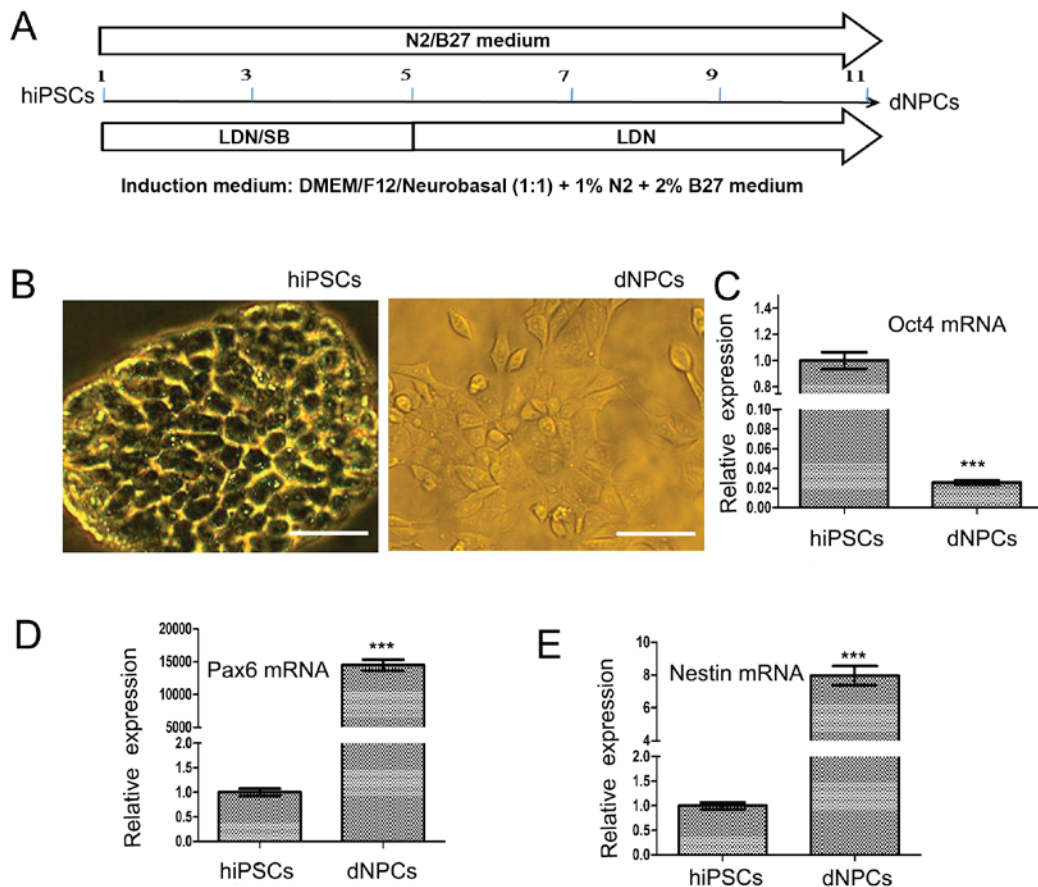 A
N2/B27 medium
1 3 5 7 9 11
hiPSCs dNPCs
LDN/SB LDN
Induction medium: DMEM/F12/Neurobasal (1:1) + 1% N2 + 2% B27 medium
B
hiPSCs dNPCs
C
Oct4 mRNA
Relative expression
1.4
1.2
1.0
0.8
0.10
0.08
0.06
0.04
0.02
0.00
***
hiPSCs dNPCs
D
Pax6 mRNA
Relative expression
20000
15000
10000
5000
2.0
1.5
1.0
0.5
0.0
***
hiPSCs dNPCs
E
Nestin mRNA
Relative expression
10
8
6
4
2.0
1.5
1.0
0.5
0.0
***
hiPSCs dNPCs